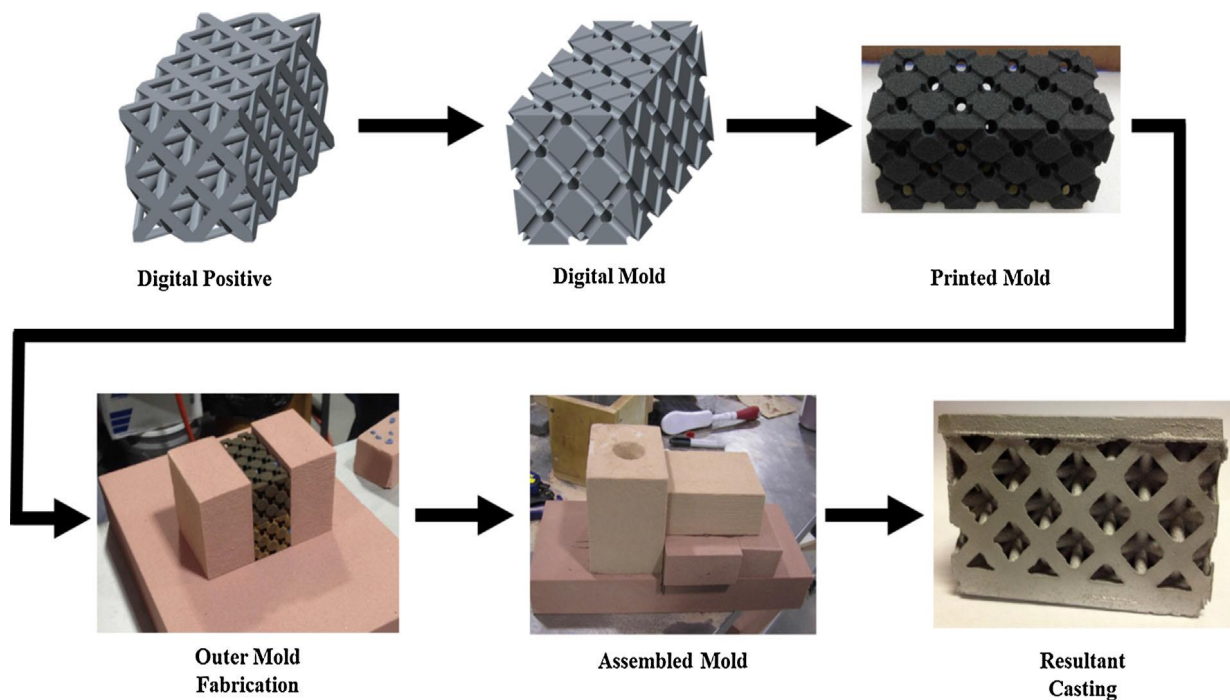 Digital Positive
Digital Mold
Printed Mold
Outer Mold
Fabrication
Assembled Mold
Resultant
Casting